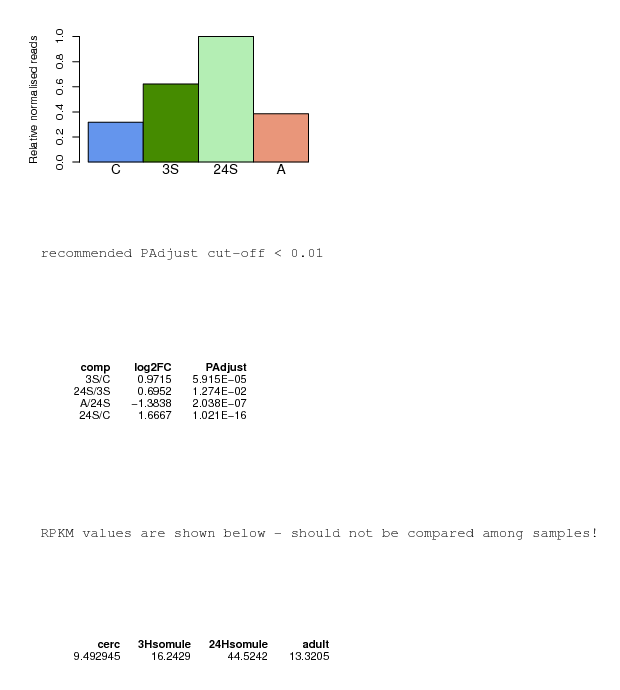 Relative normalised reads
1.0
0.8
0.6
0.4
0.2
0.0
C 3S 24S A
recommended PAdjust cut-off < 0.01
comp log2FC PAdjust
3S/C 0.9715 5.915E-05
24S/3S 0.6952 1.274E-02
A/24S -1.3838 2.038E-07
24S/C 1.6667 1.021E-16
RPKM values are shown below - should not be compared among samples!
cerc 3Hsomule 24Hsomule adult
9.492945 16.2429 44.5242 13.3205